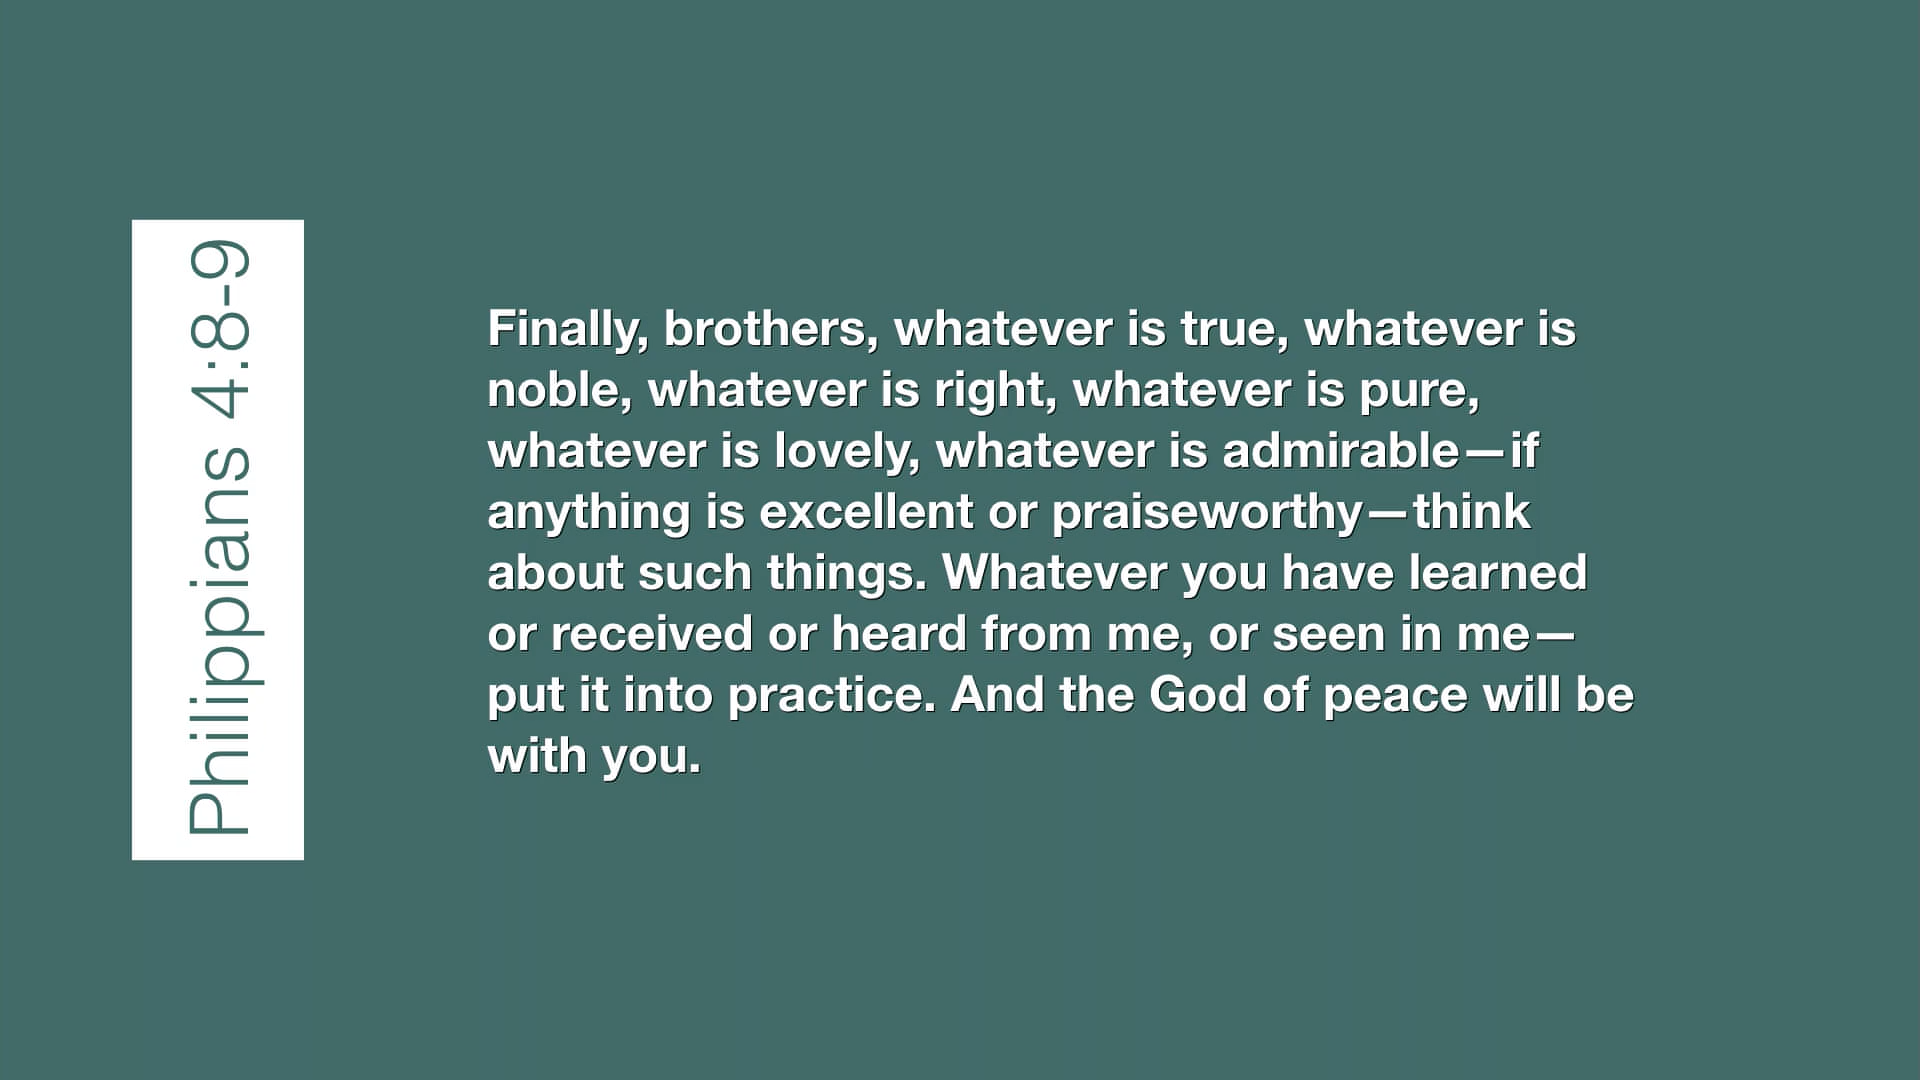 Philippians 4:8-9
Finally, brothers, whatever is true, whatever is
noble, whatever is right, whatever is pure,
whatever is lovely, whatever is admirable—if
anything is excellent or praiseworthy—think
about such things. Whatever you have learned
or received or heard from me, or seen in me—
put it into practice. And the God of peace will be
with you.